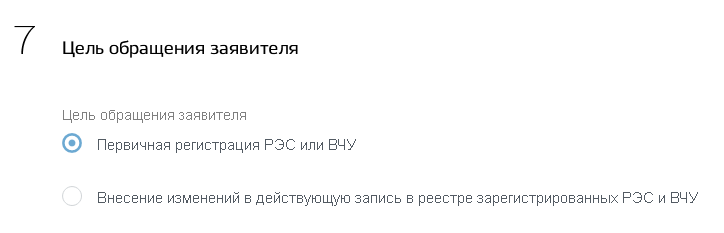 7 Цель обращения заявителя
Цель обращения заявителя
Первичная регистрация РЭС или ВЧУ
Внесение изменений в действующую запись в реестре зарегистрированных РЭС и ВЧУ